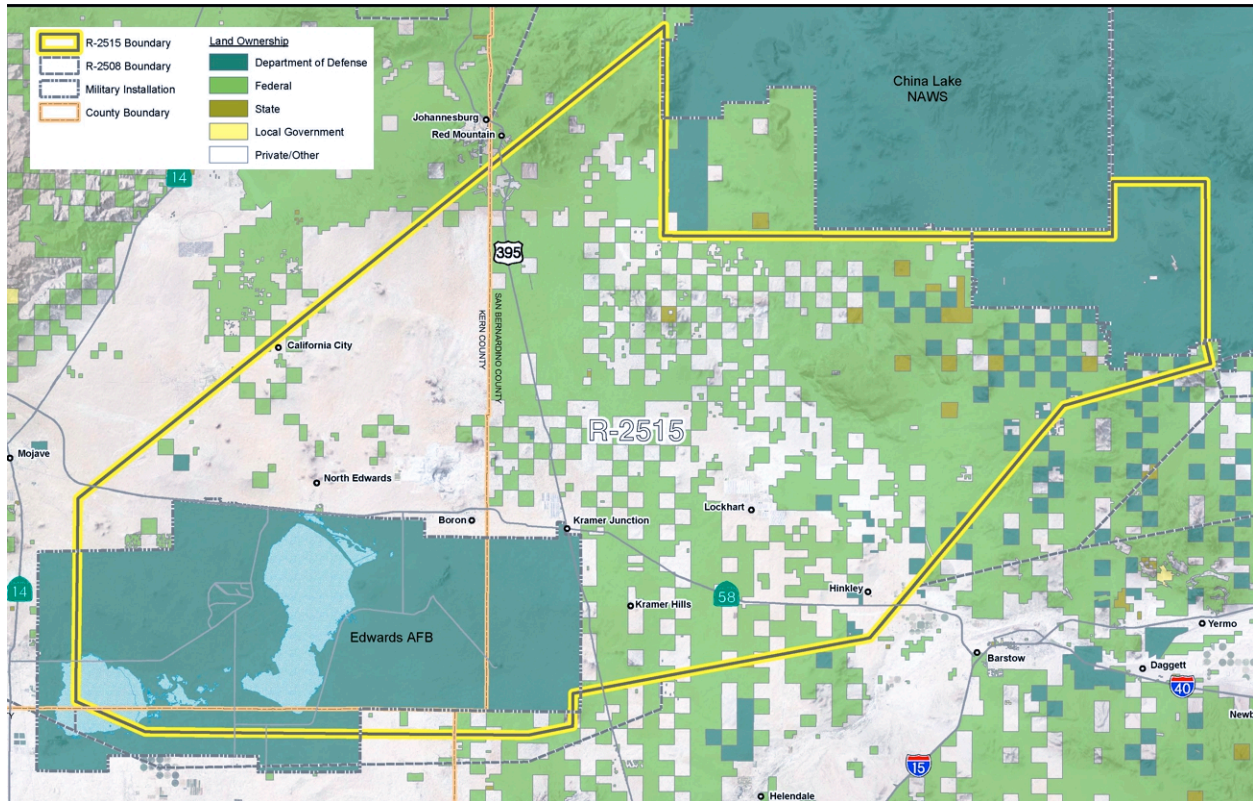 R-2515 Boundary
R-2508 Boundary
Military Installation
County Boundary
Land Ownership
Department of Defense
Federal
State
Local Government
Private/Other
China Lake
NAWS
Johannesburg
Red Mountain
14
395
SAN BERNARDINO COUNTY
KERN COUNTY
California City
R-2515
Mojave
North Edwards
Lockhart
Boron
Kramer Junction
14
58
Hinkley
Kramer Hills
Edwards AFB
Yermo
Barstow
Daggett
40
Newb
15
Helendale